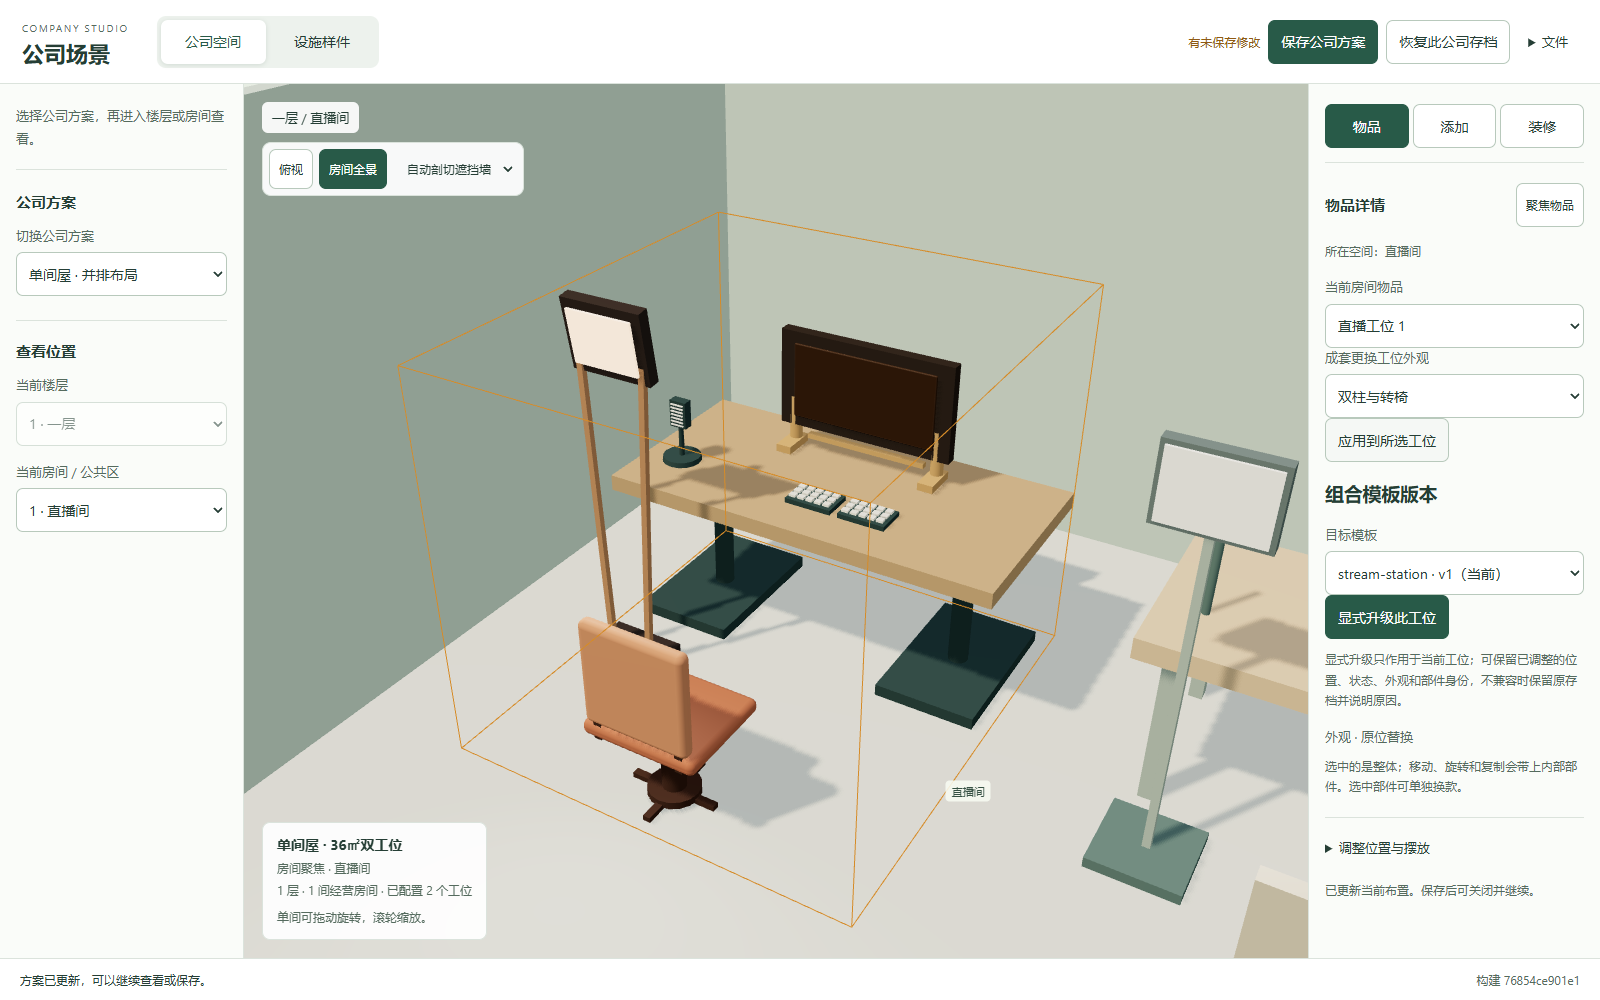 COMPANY STUDIO
公司场景
公司空间
设施样件
有未保存修改
保存公司方案
恢复此公司存档
▶ 文件
选择公司方案，再进入楼层或房间查
看。
公司方案
切换公司方案
单间屋 · 并排布局
查看位置
当前楼层
1 · 一层
当前房间 / 公共区
1 · 直播间
一层 / 直播间
俯视
房间全景
自动剖切遮挡墙
直播间
单间屋 · 36㎡双工位
房间聚焦 · 直播间
1 层 · 1 间经营房间 · 已配置 2 个工位
单间可拖动旋转，滚轮缩放。
物品
添加
装修
物品详情
聚焦物品
所在空间：直播间
当前房间物品
直播工位 1
成套更换工位外观
双柱与转椅
应用到所选工位
组合模板版本
目标模板
stream-station · v1（当前）
显式升级此工位
显式升级只作用于当前工位；可保留已调整的位
置、状态、外观和部件身份，不兼容时保留原存
档并说明原因。
外观 · 原位替换
选中的是整体；移动、旋转和复制会带上内部部
件。选中部件可单独换款。
▶ 调整位置与摆放
已更新当前布置。保存后可关闭并继续。
方案已更新，可以继续查看或保存。
构建 76854ce901e1